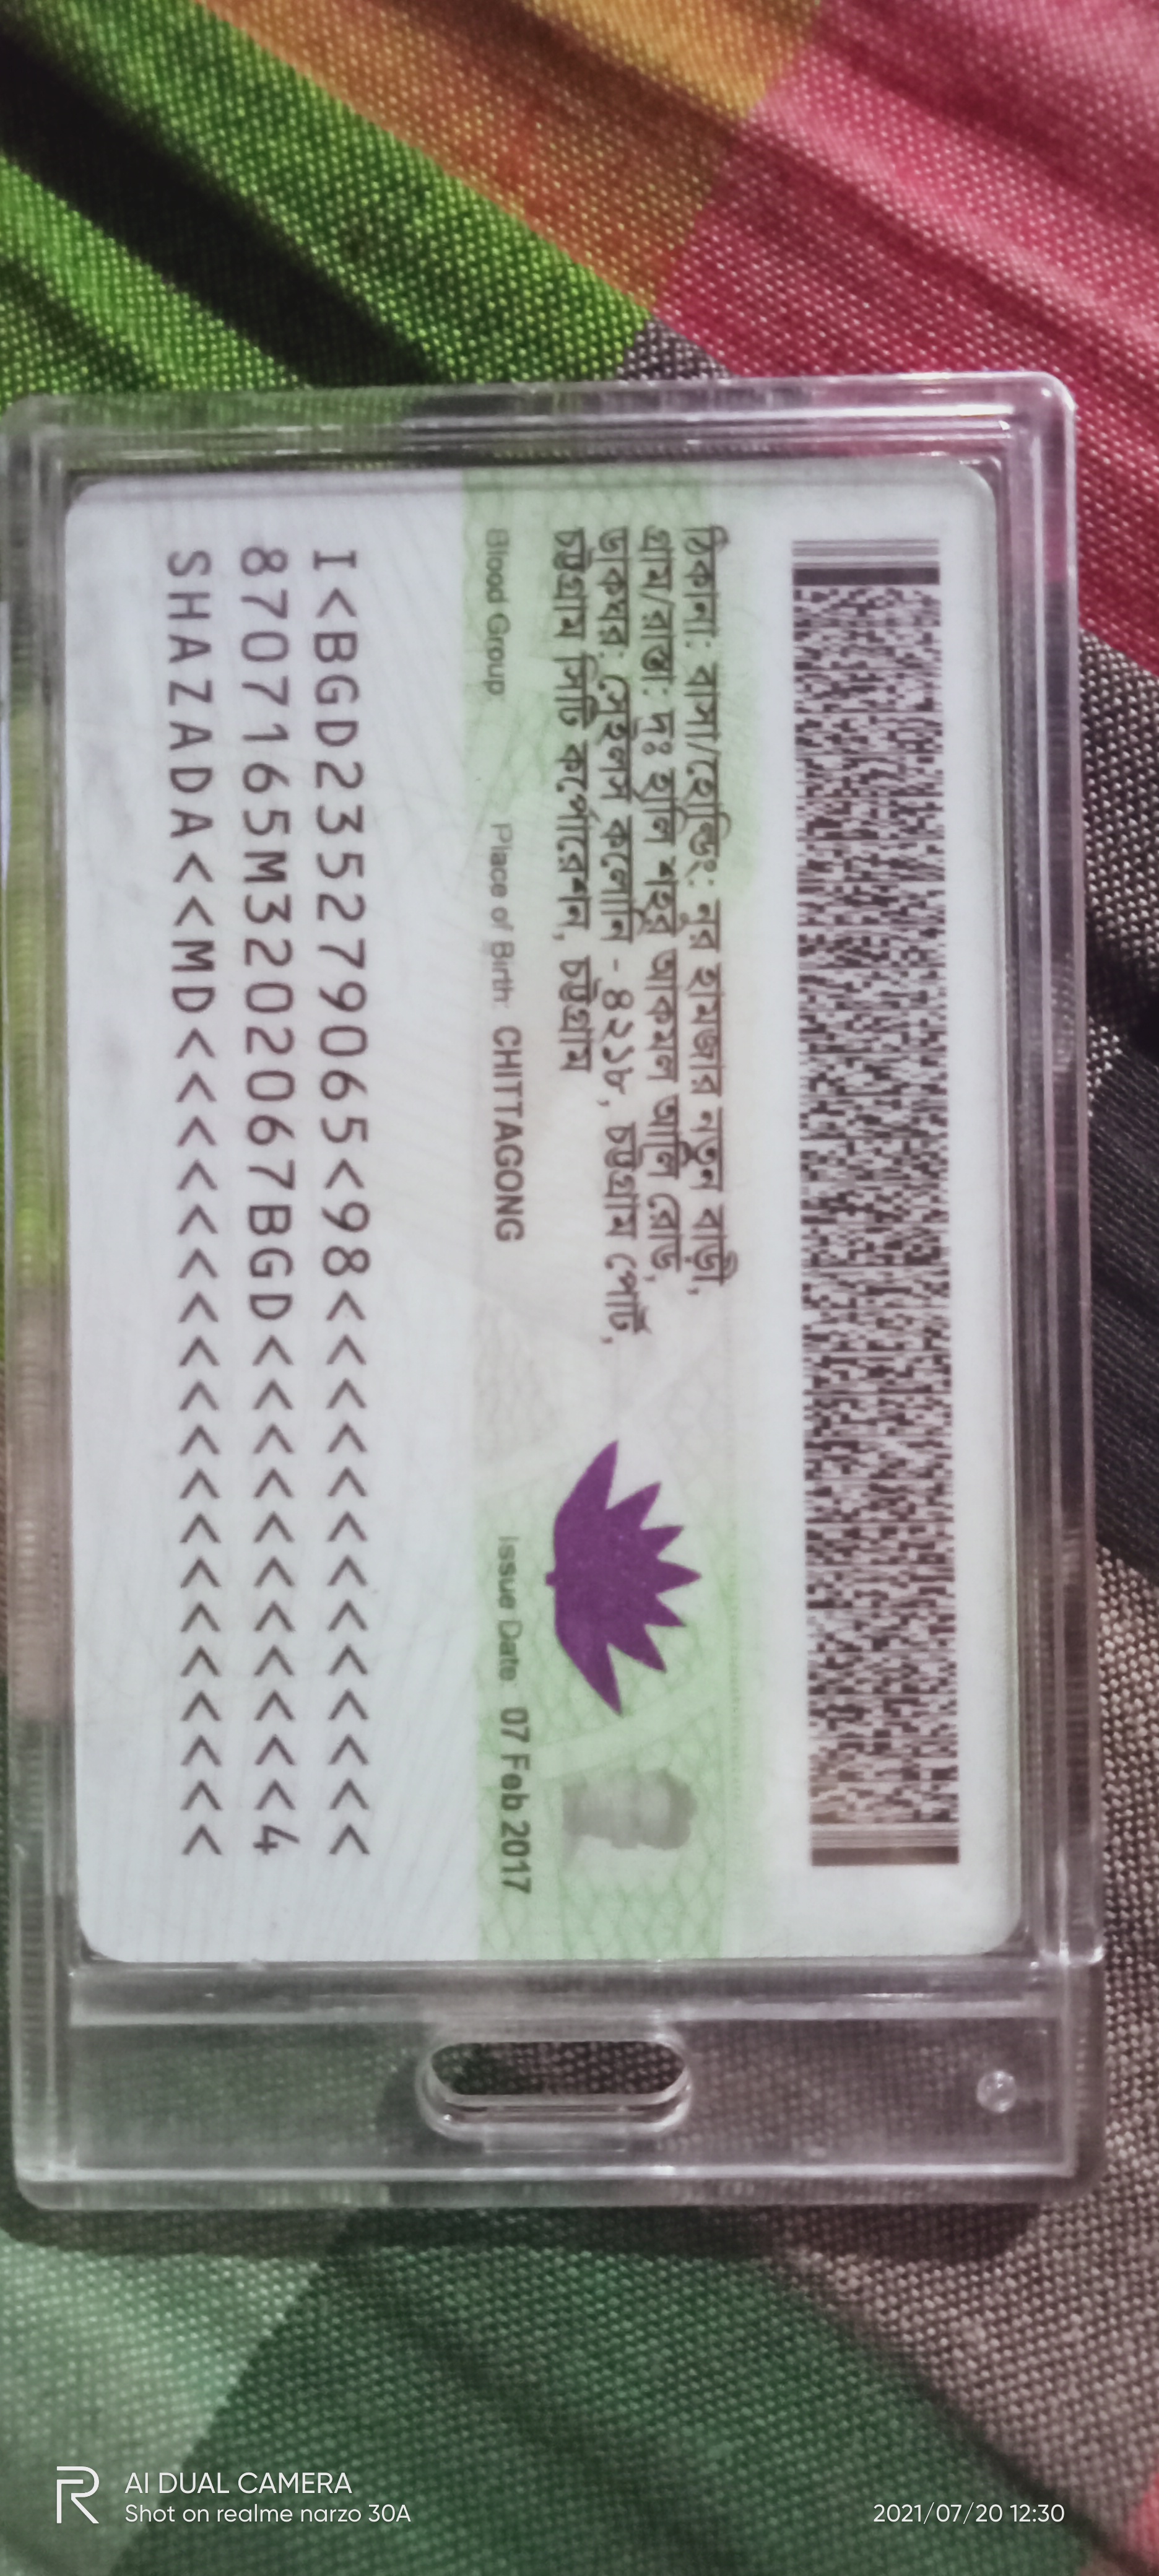 ঠিকানা: বাসা/হোল্ডিং: নুর হামজার নতুন বাড়ী,
গ্রাম/রাস্তা: দুঃ হালি শহর আকমল আলি রোড,
ডাকঘর: সেইলস কলোনি - ৪২১৮, চট্টগ্রাম পোর্ট,
চট্টগ্রাম সিটি কর্পোরেশন, চট্টগ্রাম
Blood Group: Place of Birth: CHITTAGONG Issue Date 07 Feb 2017
I<BGD235279065<98<<<<<<<<<<<<<
8707165M3202067BGD<<<<<<<<<<<4
SHAZADA<<MD<<<<<<<<<<<<<<<<<<<
AI DUAL CAMERA
Shot on realme narzo 30A 2021/07/20 12:30